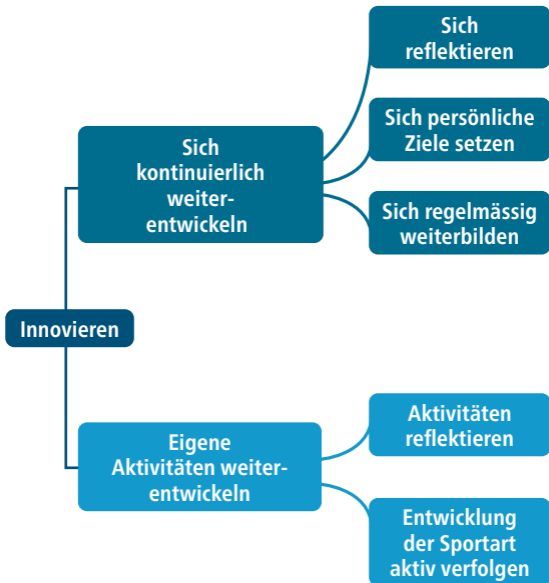 Sich
reflektieren
Sich persönliche
Ziele setzen
Sich
kontinuierlich
weiter-
entwickeln
Sich regelmässig
weiterbilden
Innovieren
Aktivitäten
reflektieren
Eigene
Aktivitäten weiter-
entwickeln
Entwicklung
der Sportart
aktiv verfolgen